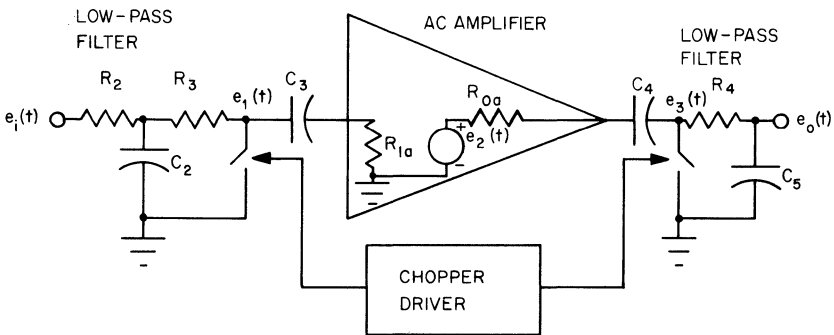 LOW-PASS
FILTER
AC AMPLIFIER
LOW-PASS
FILTER
R2
R3
e1(t)
C3
R0a
C4
e3(t)
R4
ei(t)
C2
R1a
+
e2(t)
-
eo(t)
C5
CHOPPER
DRIVER